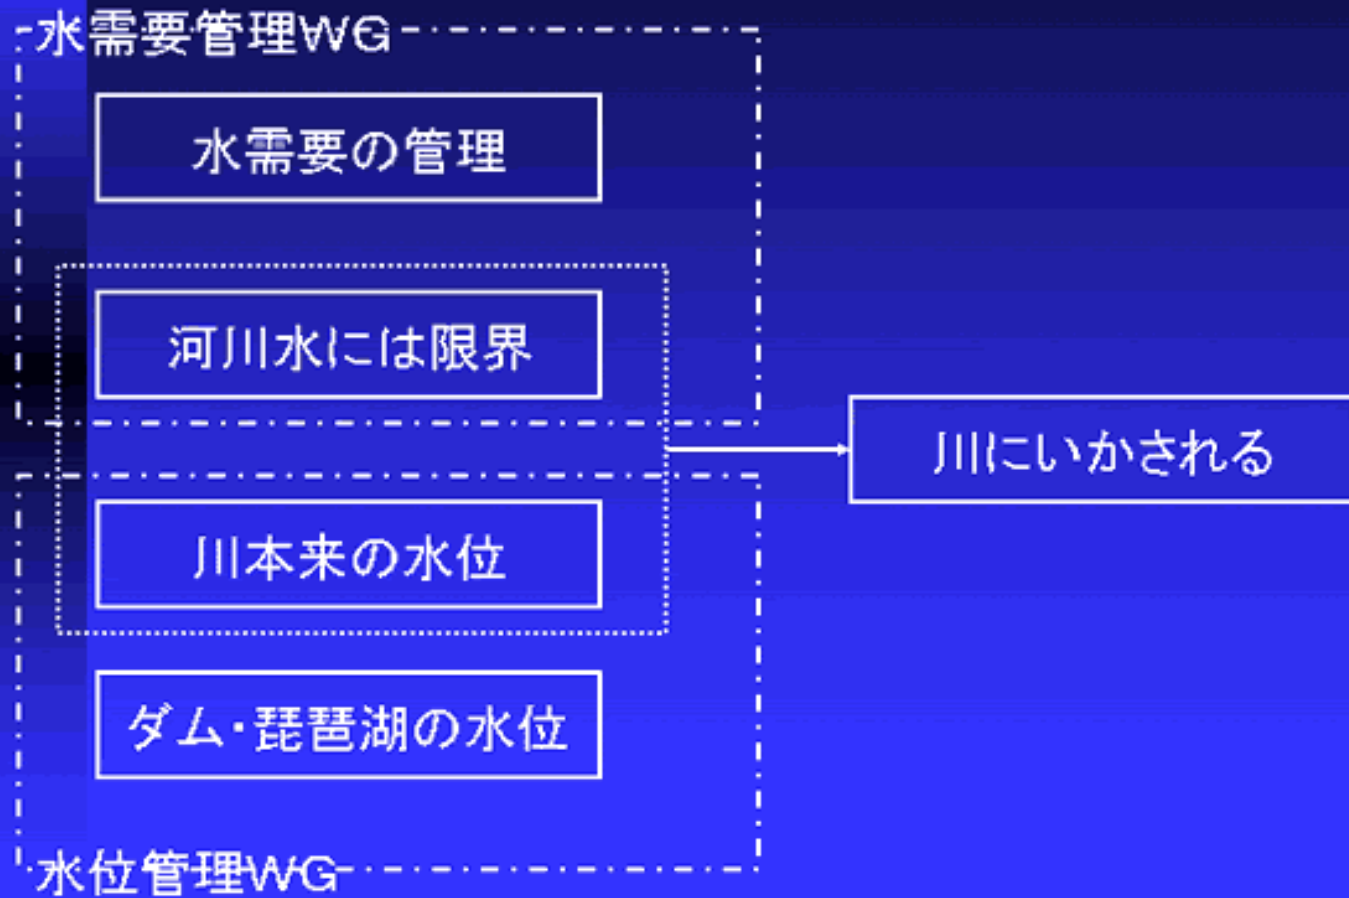 水需要管理WG
水需要の管理
河川水には限界
川にいかされる
川本来の水位
ダム・琵琶湖の水位
水位管理WG